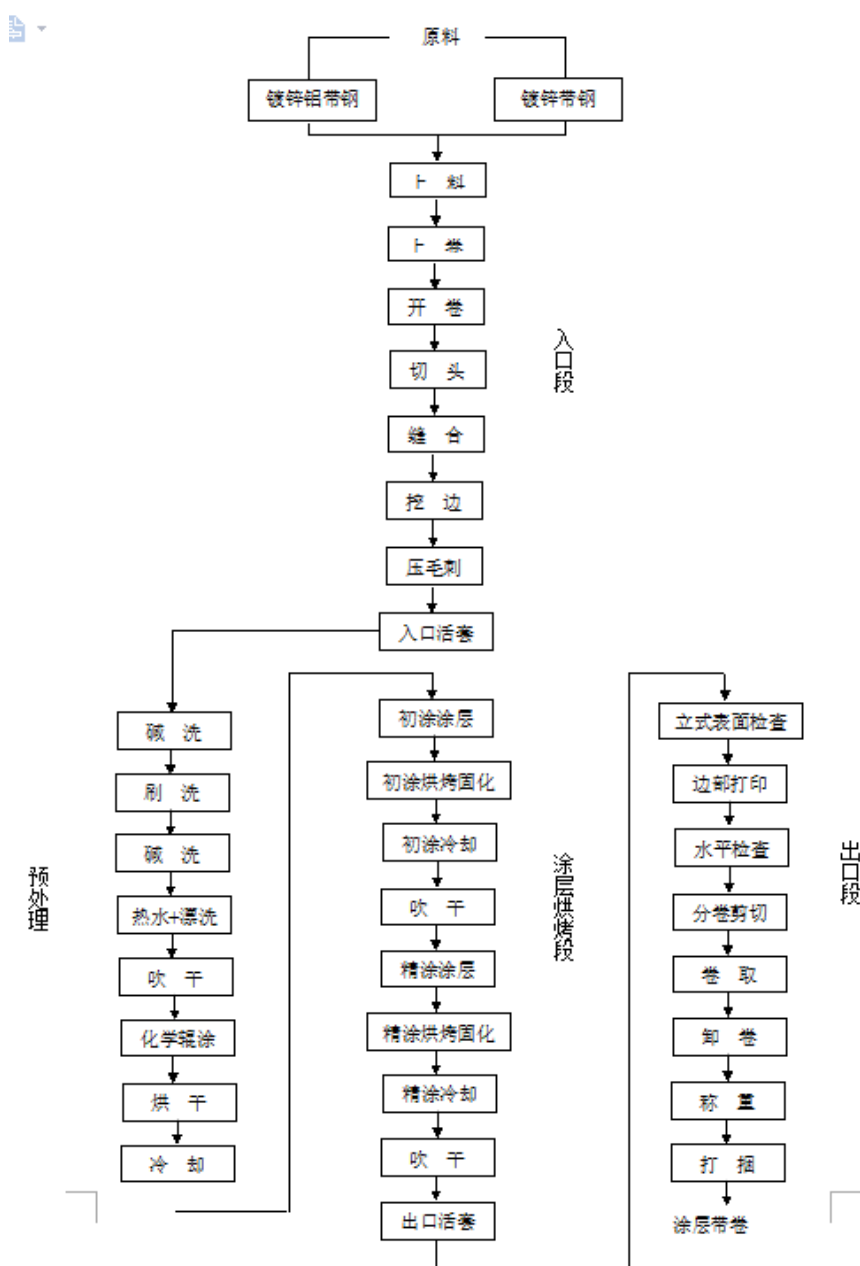 原料
镀锌铝带钢
镀锌带钢
上 料
上 卷
开 卷
切 头
缝 合
挖 边
压毛刺
入口活套
入口段
碱 洗
刷 洗
碱 洗
热水+漂洗
吹 干
化学辊涂
烘 干
冷 却
预处理
初涂涂层
初涂烘烤固化
初涂冷却
吹 干
精涂涂层
精涂烘烤固化
精涂冷却
吹 干
出口活套
涂层烘烤段
立式表面检查
边部打印
水平检查
分卷剪切
卷 取
卸 卷
称 重
打 捆
涂层带卷
出口段